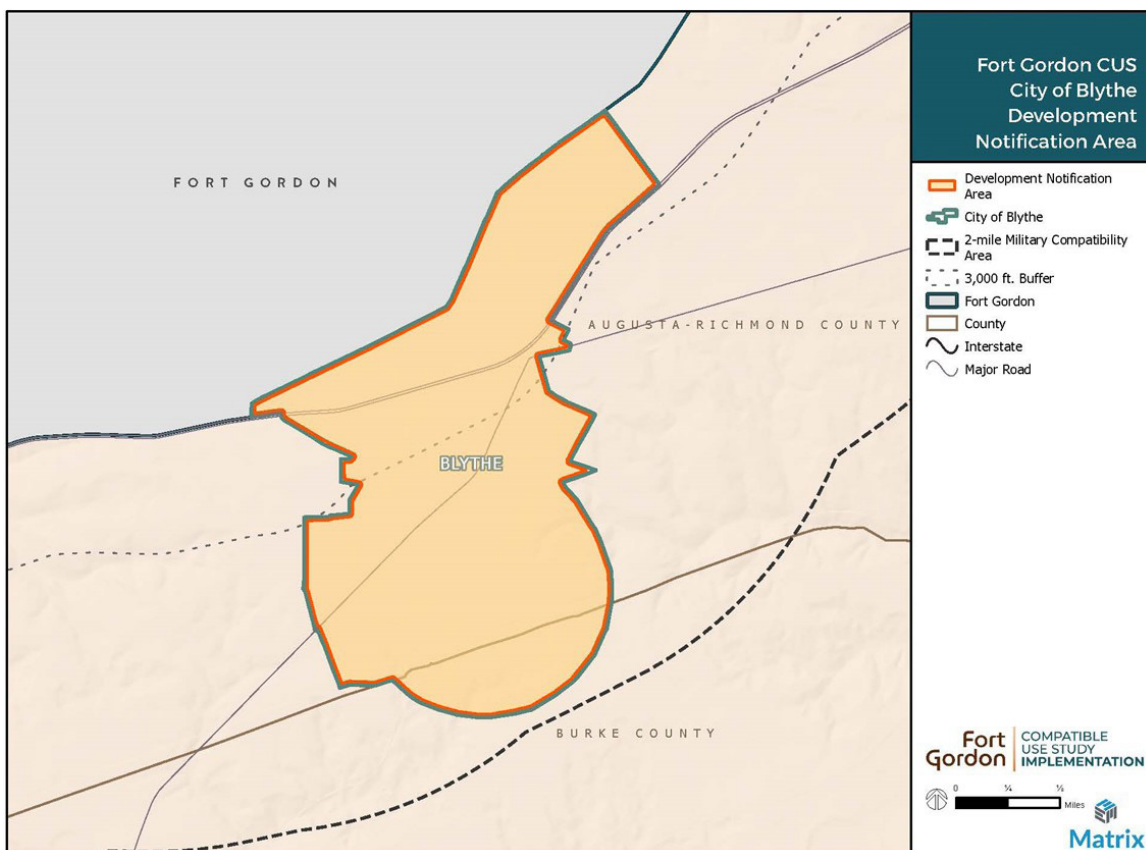 Fort Gordon CUS
City of Blythe
Development
Notification Area
FORT GORDON
AUGUSTA-RICHMOND COUNTY
BLYTHE
BURKE COUNTY
Development Notification
Area
City of Blythe
2-mile Military Compatibility
Area
3,000 ft. Buffer
Fort Gordon
County
Interstate
Major Road
Fort
Gordon
COMPATIBLE
USE STUDY
IMPLEMENTATION
0 ¼ ½
Miles
Matrix